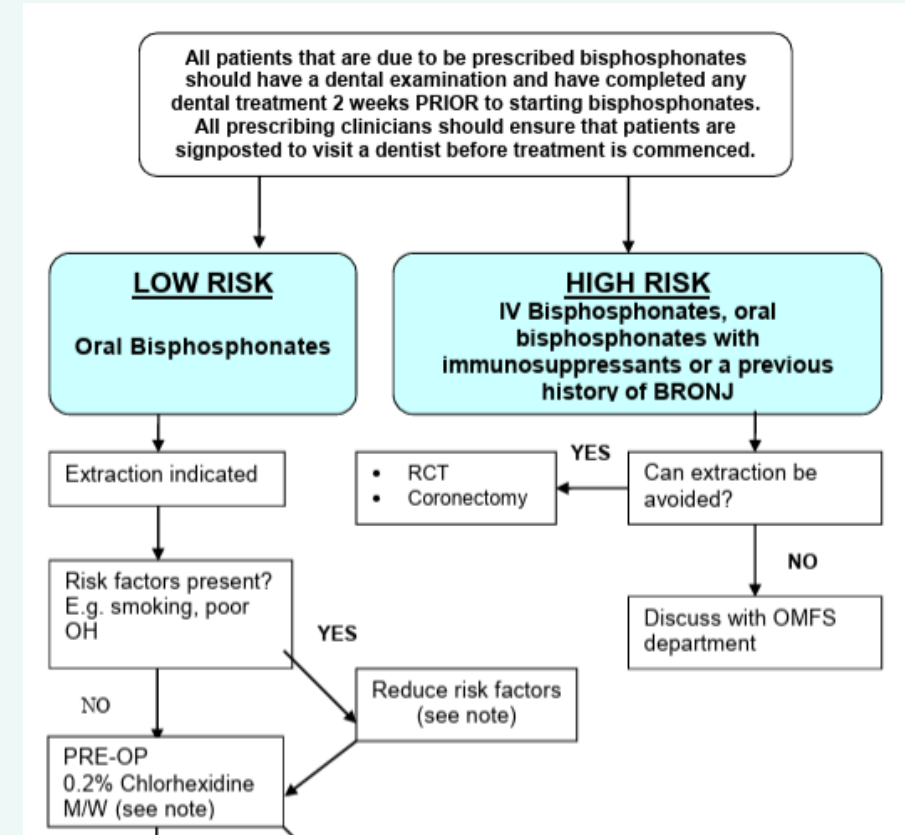 All patients that are due to be prescribed bisphosphonates
should have a dental examination and have completed any
dental treatment 2 weeks PRIOR to starting bisphosphonates.
All prescribing clinicians should ensure that patients are
signposted to visit a dentist before treatment is commenced.
LOW RISK
Oral Bisphosphonates
HIGH RISK
IV Bisphosphonates, oral
bisphosphonates with
immunosuppressants or a previous
history of BRONJ
Extraction indicated
YES
• RCT
• Coronectomy
Can extraction be
avoided?
NO
Discuss with OMFS
department
Risk factors present?
E.g. smoking, poor
OH
YES
NO
Reduce risk factors
(see note)
PRE-OP
0.2% Chlorhexidine
M/W (see note)